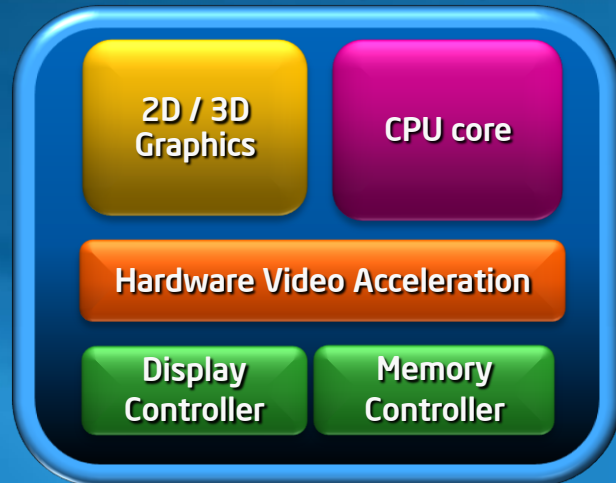 2D / 3D
Graphics
CPU core
Hardware Video Acceleration
Display
Controller
Memory
Controller